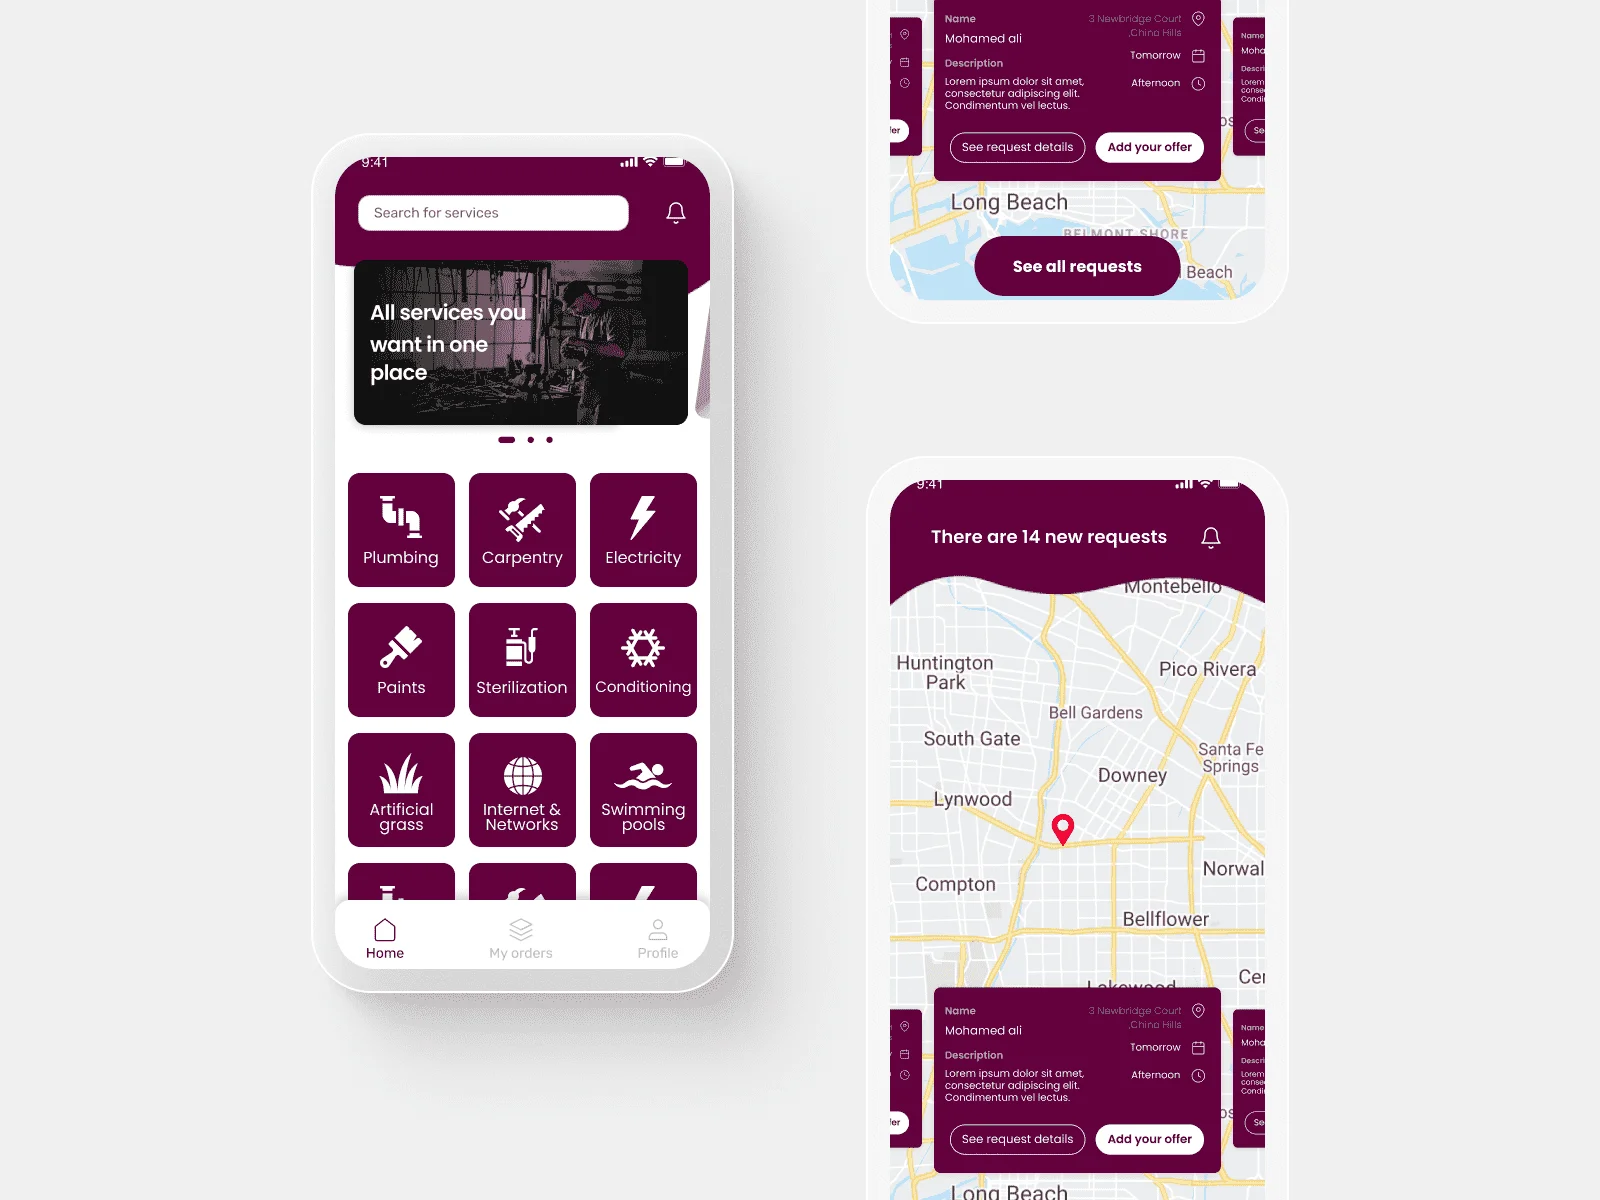 9:41
Search for services
All services you
want in one
place
Plumbing
Carpentry
Electricity
Paints
Sterilization
Conditioning
Artificial
grass
Internet &
Networks
Swimming
pools
Home
My orders
Profile
Name
Mohamed ali
Description
Lorem ipsum dolor sit amet,
consectetur adipiscing elit.
Condimentum vel lectus.
3 Newbridge Court
,China Hills
Tomorrow
Afternoon
See request details
Add your offer
Name
Long Beach
BELMONT SHORE
Beach
See all requests
9:41
There are 14 new requests
Montebello
Huntington
Park
Pico Rivera
Bell Gardens
South Gate
Santa Fe
Springs
Downey
Lynwood
Norwal
Compton
Bellflower
Cer
Lakewood
Name
Mohamed ali
Description
Lorem ipsum dolor sit amet,
consectetur adipiscing elit.
Condimentum vel lectus.
3 Newbridge Court
,China Hills
Tomorrow
Afternoon
See request details
Add your offer
Name
Long Beach